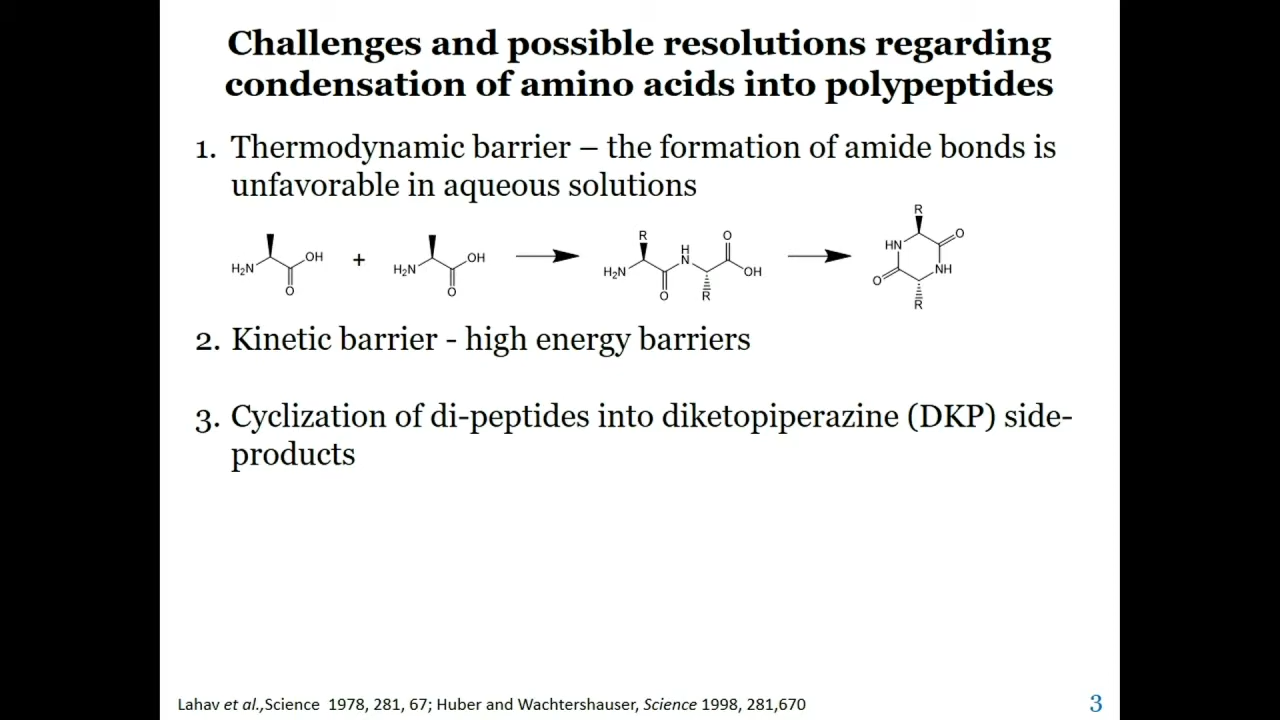 Challenges and possible resolutions regarding
condensation of amino acids into polypeptides
1. Thermodynamic barrier – the formation of amide bonds is
unfavorable in aqueous solutions
H₂N OH O + H₂N OH O R H₂N O H N R O OH R HN O O NH R
2. Kinetic barrier - high energy barriers
3. Cyclization of di-peptides into diketopiperazine (DKP) side-
products
Lahav et al.,Science 1978, 281, 67; Huber and Wachtershauser, Science 1998, 281,670
3